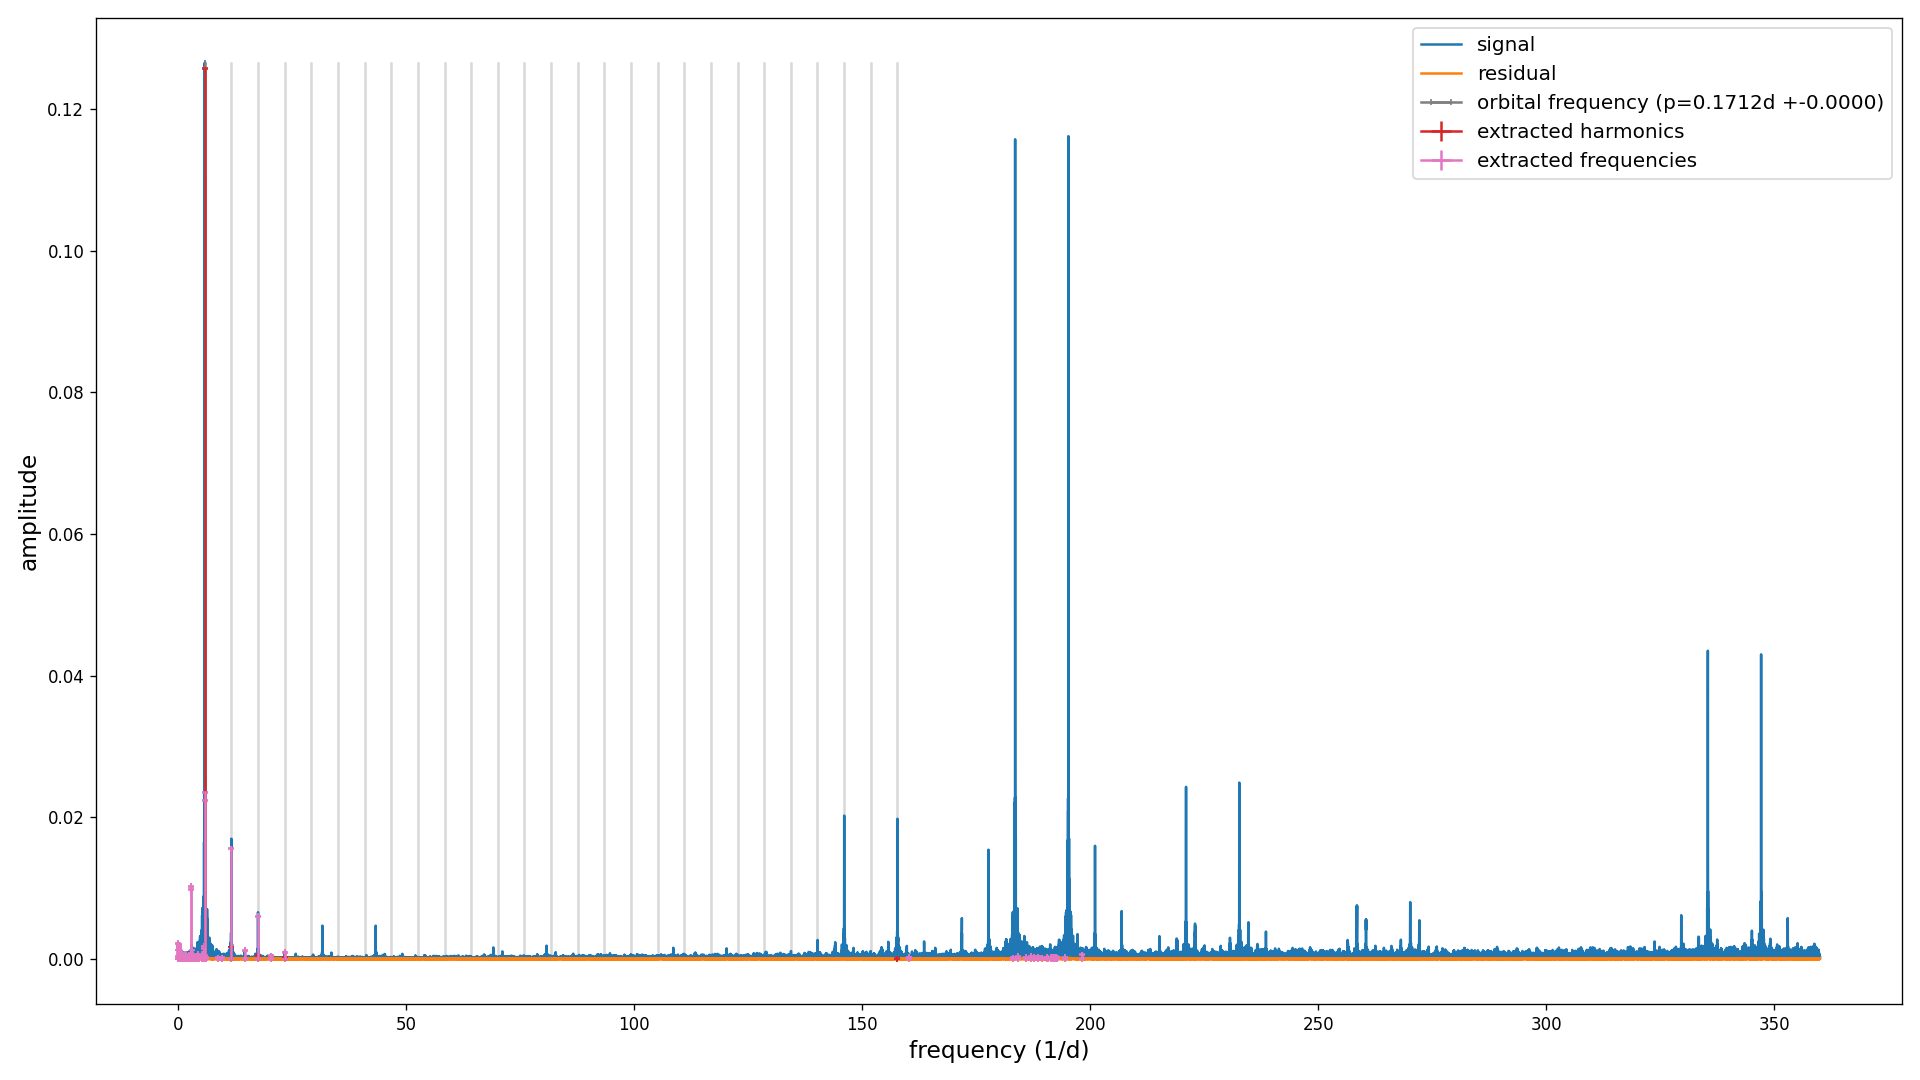 signal
residual
orbital frequency (p=0.1712d +-0.0000)
extracted harmonics
extracted frequencies
0.12
0.10
0.08
0.06
0.04
0.02
0.00
amplitude
0 50 100 150 200 250 300 350
frequency (1/d)